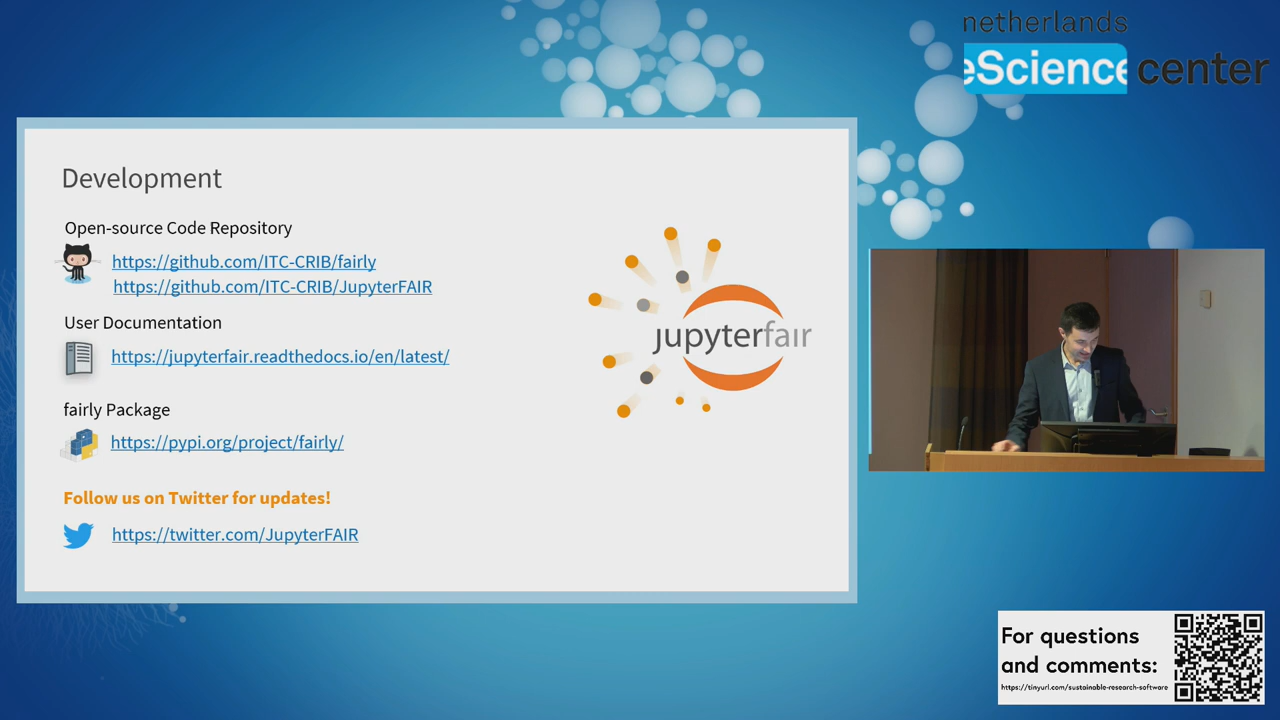 netherlands
eScience center
Development
Open-source Code Repository
https://github.com/ITC-CRIB/fairly
https://github.com/ITC-CRIB/JupyterFAIR
User Documentation
https://jupyterfair.readthedocs.io/en/latest/
fairly Package
https://pypi.org/project/fairly/
Follow us on Twitter for updates!
https://twitter.com/JupyterFAIR
jupyterfair
For questions
and comments:
https://tinyurl.com/sustainable-research-software